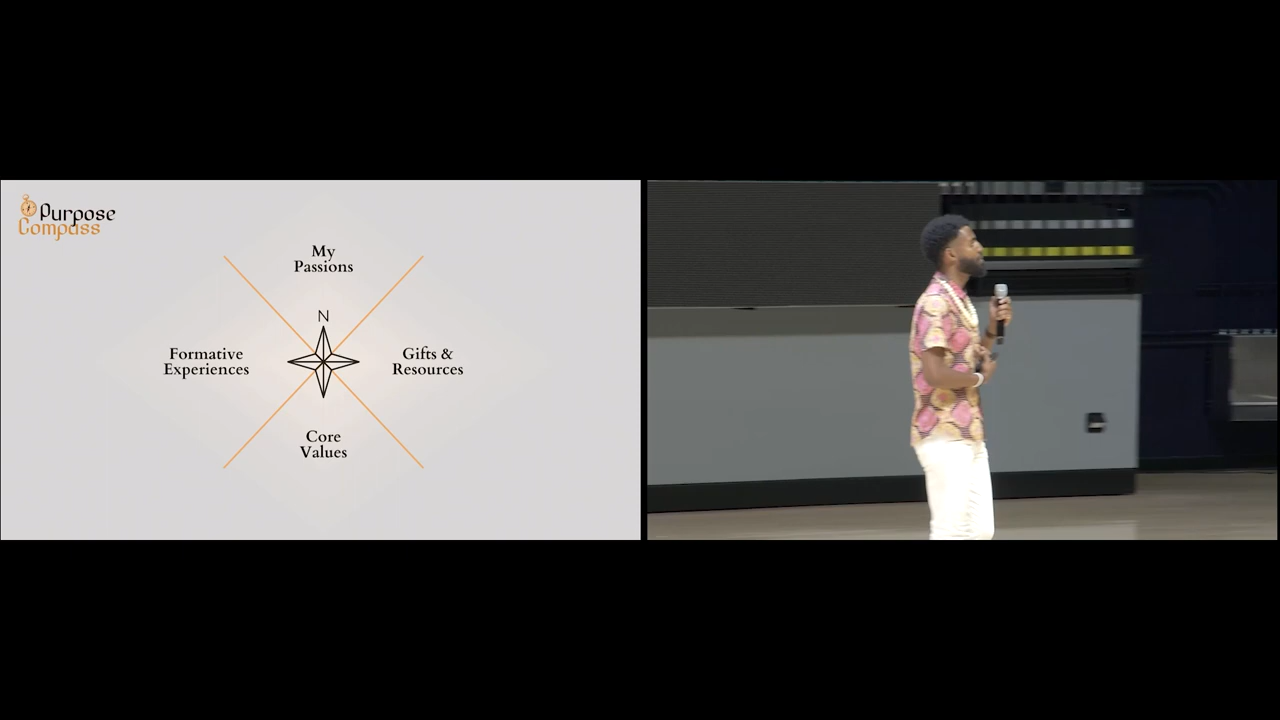 Purpose
Compass
My
Passions
N
Formative
Experiences
Gifts &
Resources
Core
Values